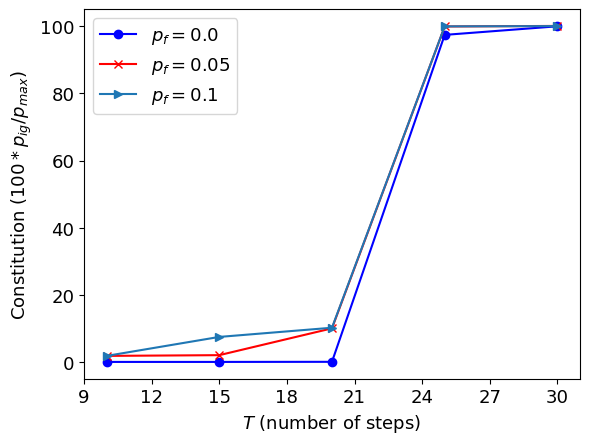 100
80
60
40
20
0
Constitution (100 * p_{ig}/p_{max})
p_f = 0.0
p_f = 0.05
p_f = 0.1
9 12 15 18 21 24 27 30
T (number of steps)